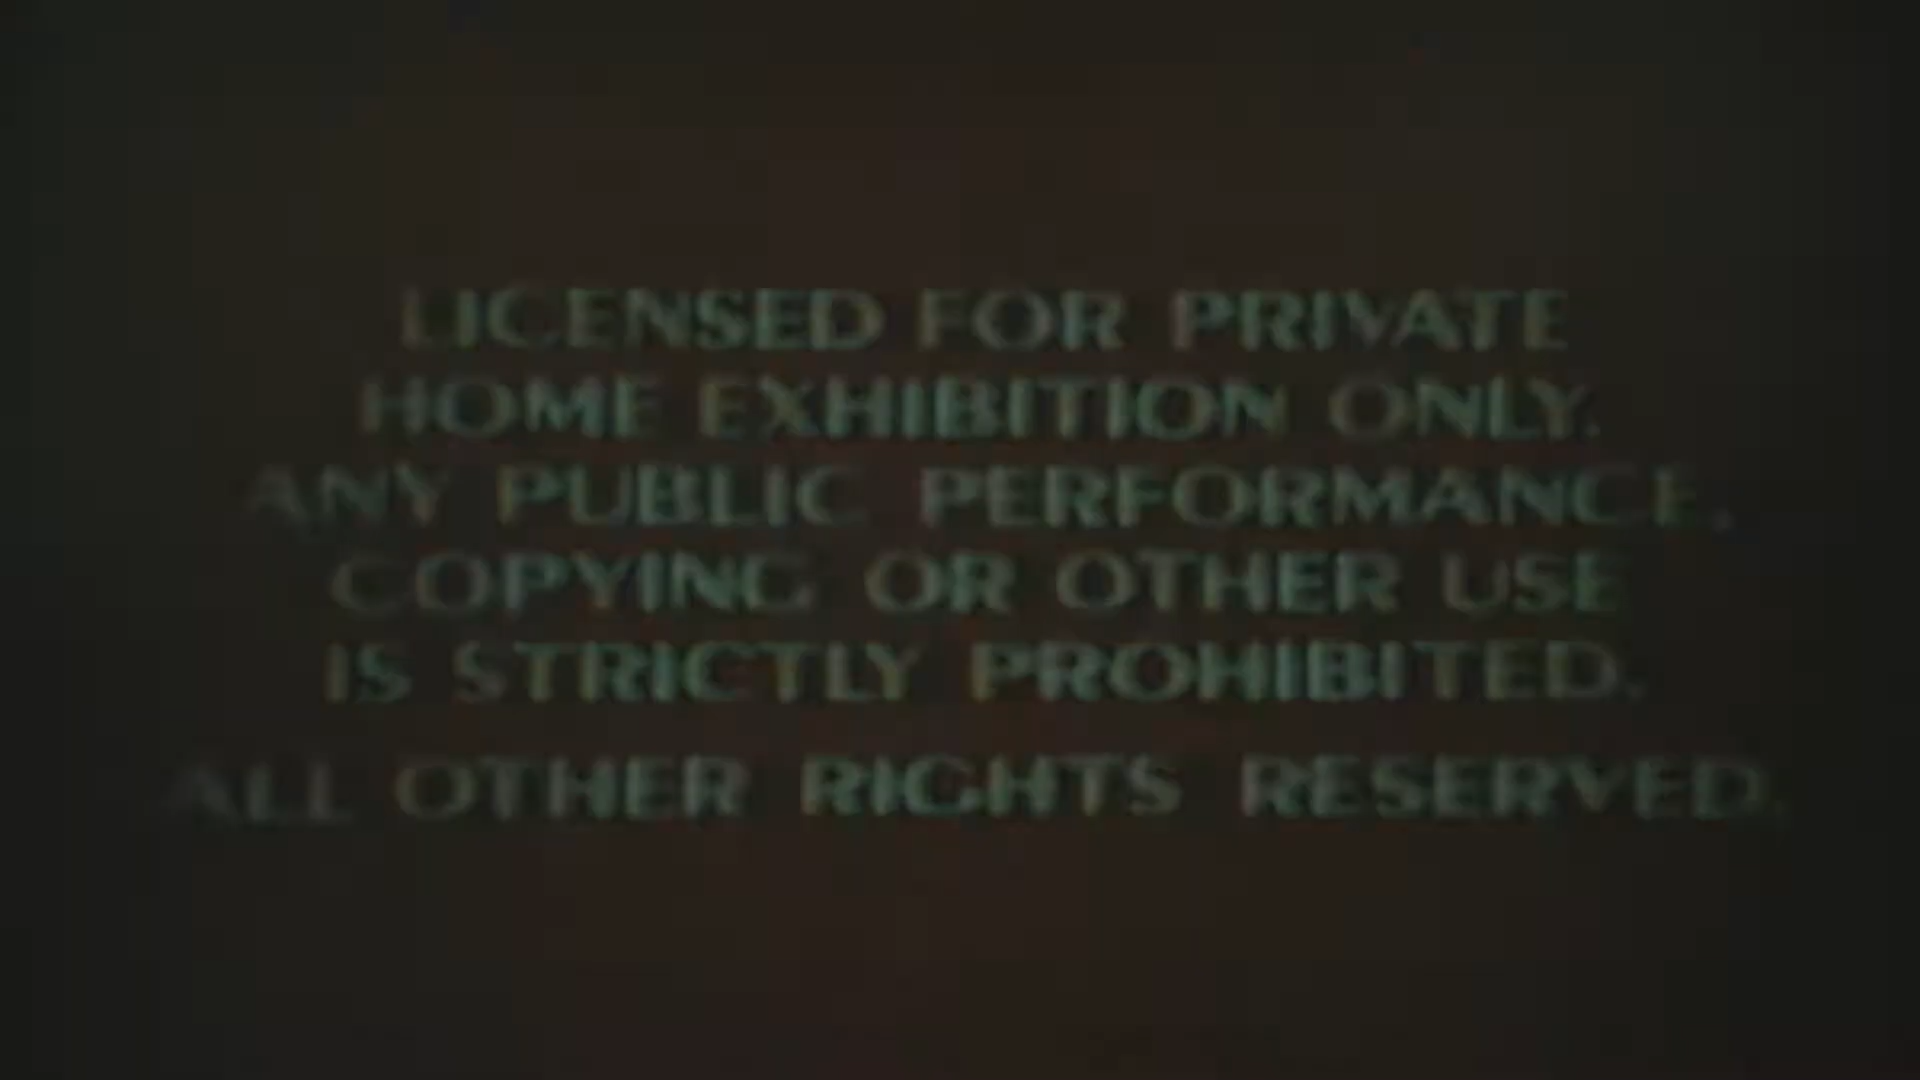 LICENSED FOR PRIVATE
HOME EXHIBITION ONLY.
ANY PUBLIC PERFORMANCE,
COPYING OR OTHER USE
IS STRICTLY PROHIBITED.
ALL OTHER RIGHTS RESERVED.